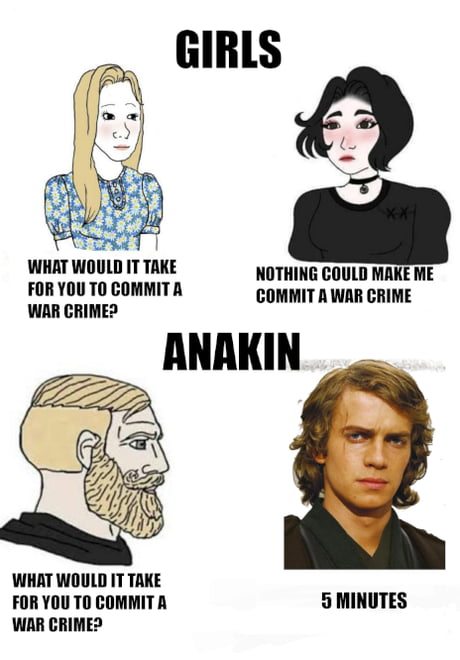 GIRLS
WHAT WOULD IT TAKE
FOR YOU TO COMMIT A
WAR CRIME?
NOTHING COULD MAKE ME
COMMIT A WAR CRIME
ANAKIN
WHAT WOULD IT TAKE
FOR YOU TO COMMIT A
WAR CRIME?
5 MINUTES